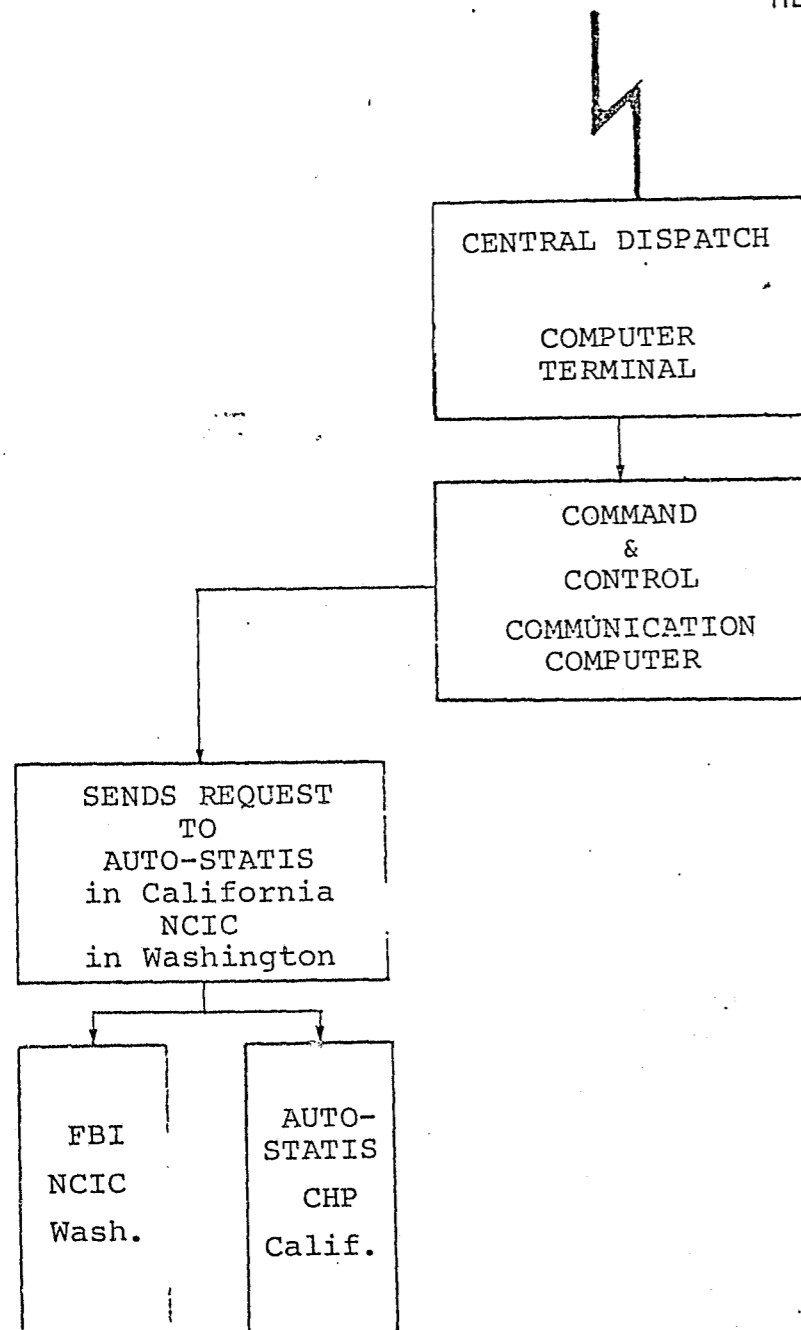 CENTRAL DISPATCH
COMPUTER
TERMINAL
COMMAND
&
CONTROL
COMMUNICATION
COMPUTER
SENDS REQUEST
TO
AUTO-STATIS
in California
NCIC
in Washington
FBI
NCIC
Wash.
AUTO-
STATIS
CHP
Calif.